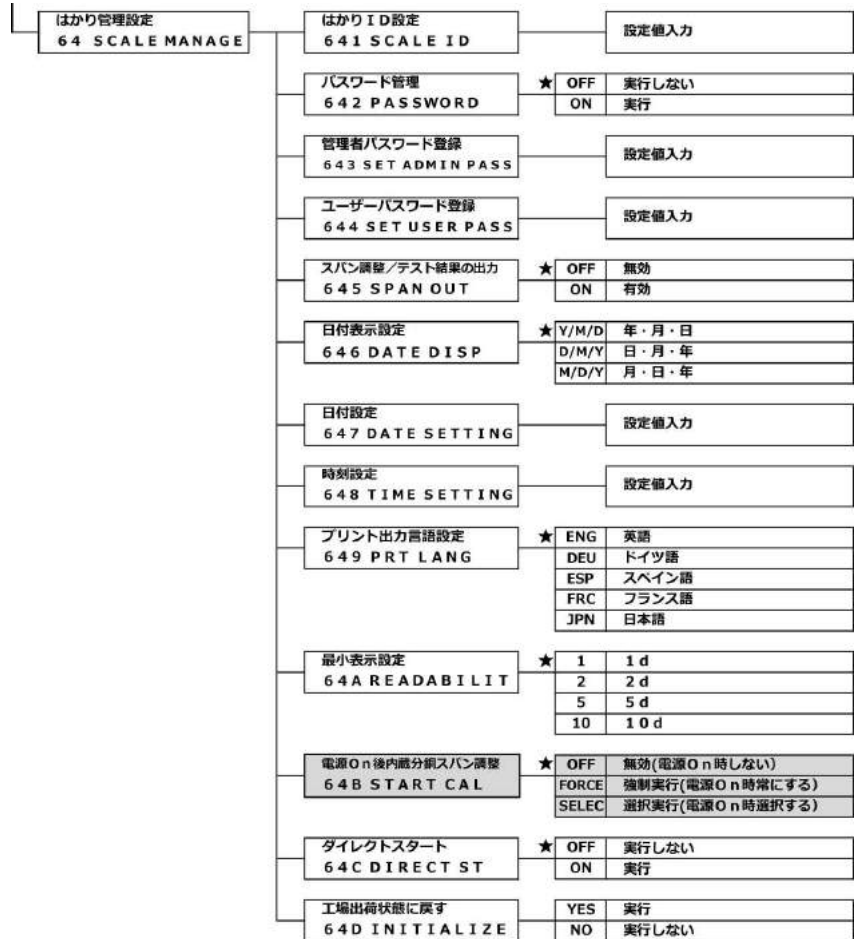 はかり管理設定
64 SCALE MANAGE
はかりID設定
641 SCALE ID
設定値入力
パスワード管理
642 PASSWORD
★ OFF 実行しない
ON 実行
管理者パスワード登録
643 SET ADMIN PASS
設定値入力
ユーザーパスワード登録
644 SET USER PASS
設定値入力
スパン調整/テスト結果の出力
645 SPAN OUT
★ OFF 無効
ON 有効
日付表示設定
646 DATE DISP
★ Y/M/D 年・月・日
D/M/Y 日・月・年
M/D/Y 月・日・年
日付設定
647 DATE SETTING
設定値入力
時刻設定
648 TIME SETTING
設定値入力
プリント出力言語設定
649 PRT LANG
★ ENG 英語
DEU ドイツ語
ESP スペイン語
FRC フランス語
JPN 日本語
最小表示設定
64A READABILIT
★ 1 1d
2 2d
5 5d
10 10d
電源On後内蔵分銅スパン調整
64B START CAL
★ OFF 無効(電源On時しない)
FORCE 強制実行(電源On時常にする)
SELEC 選択実行(電源On時選択する)
ダイレクトスタート
64C DIRECT ST
★ OFF 実行しない
ON 実行
工場出荷状態に戻す
64D INITIALIZE
YES 実行
NO 実行しない